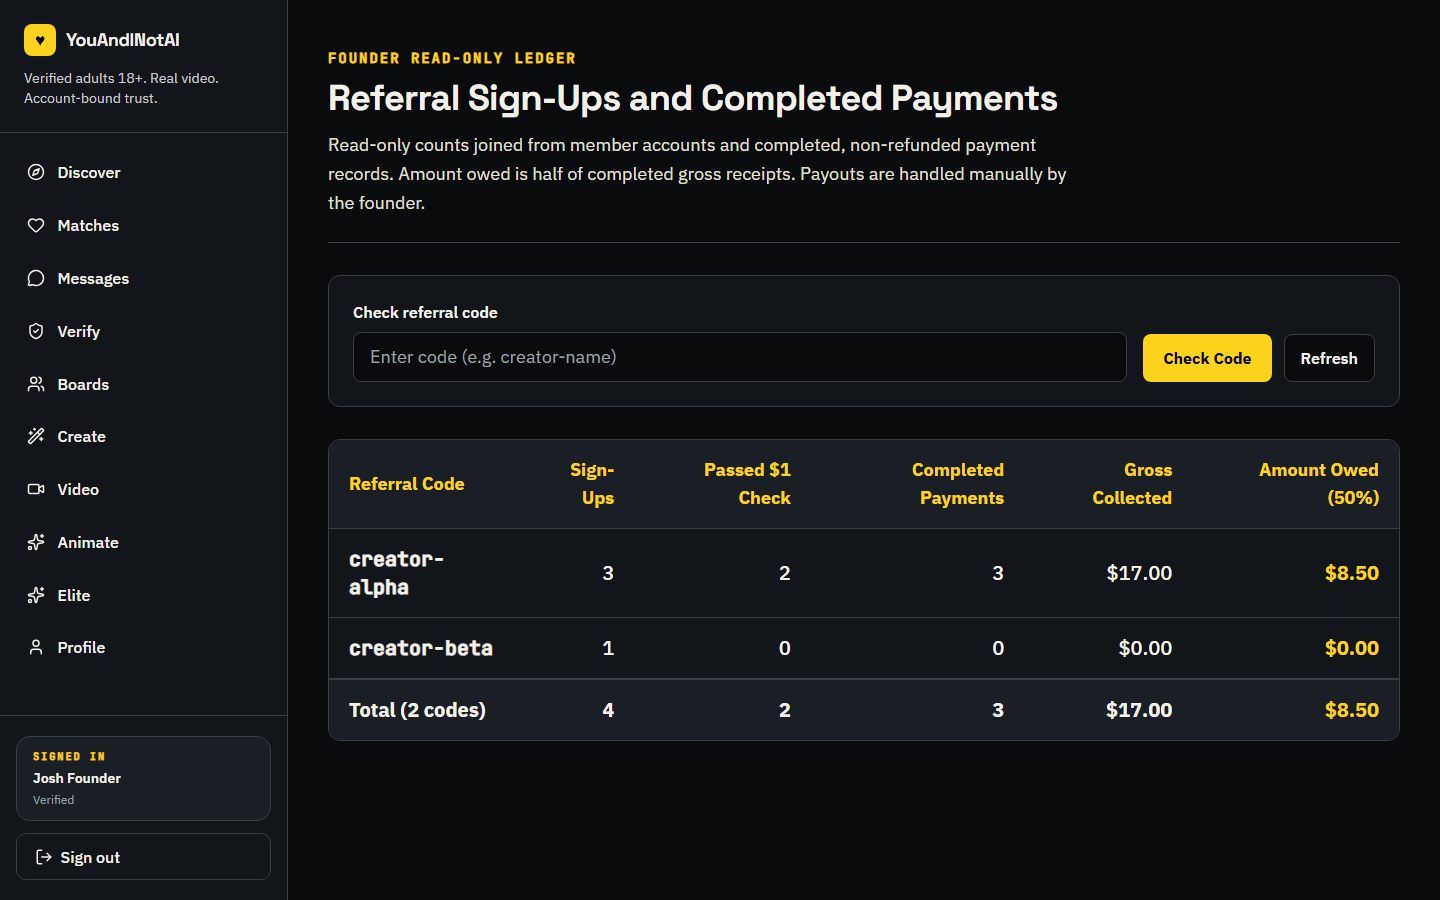 YouAndINotAI
Verified adults 18+. Real video.
Account-bound trust.
Discover
Matches
Messages
Verify
Boards
Create
Video
Animate
Elite
Profile
SIGNED IN
Josh Founder
Verified
Sign out
FOUNDER READ-ONLY LEDGER
Referral Sign-Ups and Completed Payments
Read-only counts joined from member accounts and completed, non-refunded payment
records. Amount owed is half of completed gross receipts. Payouts are handled manually by
the founder.
Check referral code
Enter code (e.g. creator-name)
Check Code
Refresh
Referral Code
Sign-
Ups
Passed $1
Check
Completed
Payments
Gross
Collected
Amount Owed
(50%)
creator-
alpha
3
2
3
$17.00
$8.50
creator-beta
1
0
0
$0.00
$0.00
Total (2 codes)
4
2
3
$17.00
$8.50